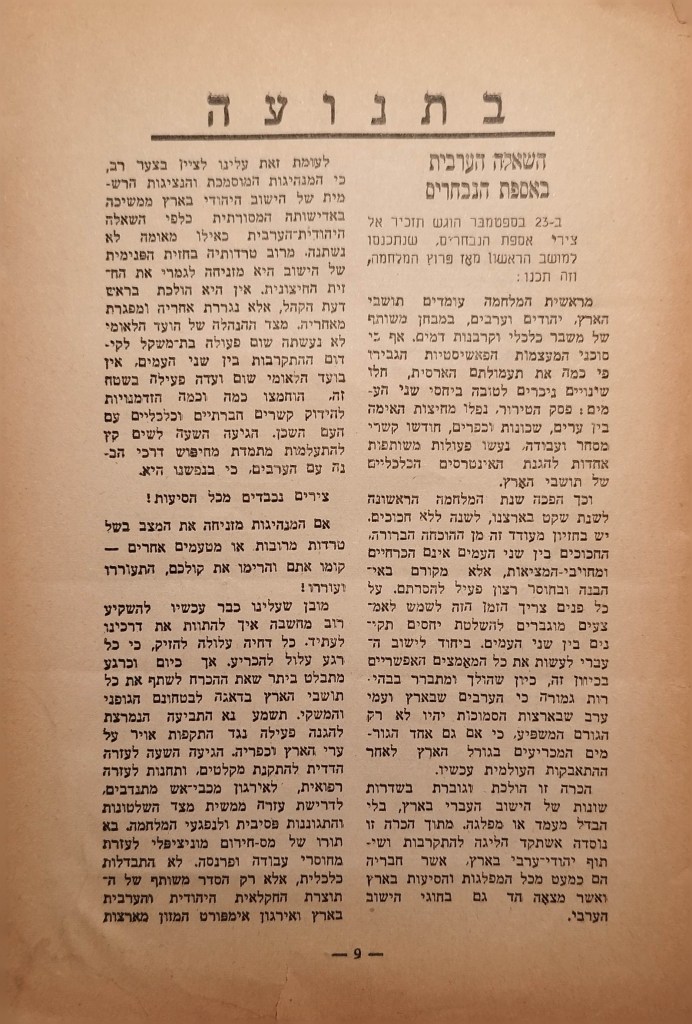 בתנועה
השאלה הערבית
באספת הנבחרים
ב-23 בספטמבר הוגש תזכיר אל
צירי אספת הנבחרים, שנתכנסו
למושב הראשון מאז פרוץ המלחמה,
וזה תכנו:
מראשית המלחמה עומדים תושבי
הארץ, יהודים וערבים, במבחן משותף
של משבר כלכלי וקרבנות דמים. אף כי
סוכני המעצמות הפאשיסטיות הגבירו
פי כמה את תעמולתם הארסית, חלו
שינויים ניכרים לטובה ביחסי שני הע-
מים: פסק הטירור, נפלו מחיצות האימה
בין ערים, שכונות וכפרים, חודשו קשרי
מסחר ועבודה, נעשו פעולות משותפות
אחדות להגנת האינטרסים הכלכליים
של תושבי הארץ.
וכך הפכה שנת המלחמה הראשונה
לשנת שקט בארצנו, לשנה ללא חכוכים.
יש בחזיון מעודד זה מן ההוכחה הברורה,
החכוכים בין שני העמים אינם הכרחיים
ומחויבי-המציאות, אלא מקורם באי-
הבנה ובחוסר רצון פעיל להסרתם. על
כל פנים צריך הזמן הזה לשמש לאמ-
צעים מוגברים להשלטת יחסים תקי-
נים בין שני העמים. ביחוד לישוב ה-
עברי לעשות את כל המאמצים האפשריים
בכיוון זה, כיון שהולך ומתברר בבהי-
רות גמורה כי הערבים שבארץ ועמי
ערב שבארצות הסמוכות יהיו לא רק
הגורם המשפיע, כי אם גם אחד הגור-
מים המכריעים בגורל הארץ לאחר
ההתאבקות העולמית עכשיו.
הכרה זו הולכת וגוברת בשדרות
שונות של הישוב העברי בארץ, בלי
הבדל מעמד או מפלגה. מתוך הכרה זו
נוסדה אשתקד הליגה להתקרבות ושי-
תוף יהודי-ערבי בארץ, אשר חבריה
הם כמעט מכל המפלגות והסיעות בארץ
ואשר מצאה הד גם בחוגי הישוב
הערבי.
לעומת זאת עלינו לציין בצער רב,
כי המנהיגות המוסמכת והנציגות הרש-
מית של הישוב היהודי בארץ ממשיכה
באדישותה המסורתית כלפי השאלה
היהודית-הערבית כאילו מאומה לא
נשתנה. מרוב טרדותיה בחזית הפנימית
של הישוב היא מזניחה לגמרי את החז-
זית החיצונית. אין היא הולכת בראש
דעת הקהל, אלא נגררת אחריה ומפגרת
מאחריה. מצד ההנהלה של הועד הלאומי
לא נעשתה שום פעולה בת-משקל לקי-
דום ההתקרבות בין שני העמים, אין
בועד הלאומי שום ועדה פעילה בשטח
זה, הוחמצו כמה וכמה הזדמנויות
להידוק קשרים חברתיים וכלכליים עם
העם השכן. הגיעה השעה לשים קץ
להתעלמות מתמדת מחיפוש דרכי הב-
נה עם הערבים, כי בנפשנו היא.
צירים נכבדים מכל הסיעות!
אם המנהיגות מזניחה את המצב בשל
טרדות מרובות או מטעמים אחרים —
קומו אתם והרימו את קולכם, התעוררו
ועוררו!
מובן שעלינו כבר עכשיו להשקיע
רוב מחשבה איך להתוות את דרכינו
לעתיד. כל דחיה עלולה להזיק, כי כל
רגע עלול להכריע. אך כיום וכרגע
מתבלט ביתר שאת ההכרח לשתף את כל
תושבי הארץ בדאגה לבטחונם הגופני
והמשקי. תשמע נא התביעה הנמרצת
להגנה פעילה נגד התקפות אויר על
ערי הארץ וכפריה. הגיעה השעה לעזרה
הדדית להתקנת מקלטים, ותחנות לעזרה
רפואית, לאירגון מכבי-אש מתנדבים,
לדרישת עזרה ממשית מצד השלטונות
והתגוננות פסיבית ולנפגעי המלחמה. בא
תורו של מס-חירום מוניציפלי לעזרת
מחוסרי עבודה ופרנסה. לא התבדלות
כלכלית, אלא רק הסדר משותף של ה-
תוצרת החקלאית היהודית והערבית
בארץ ואירגון אימפורט המזון מארצות
— 9 —